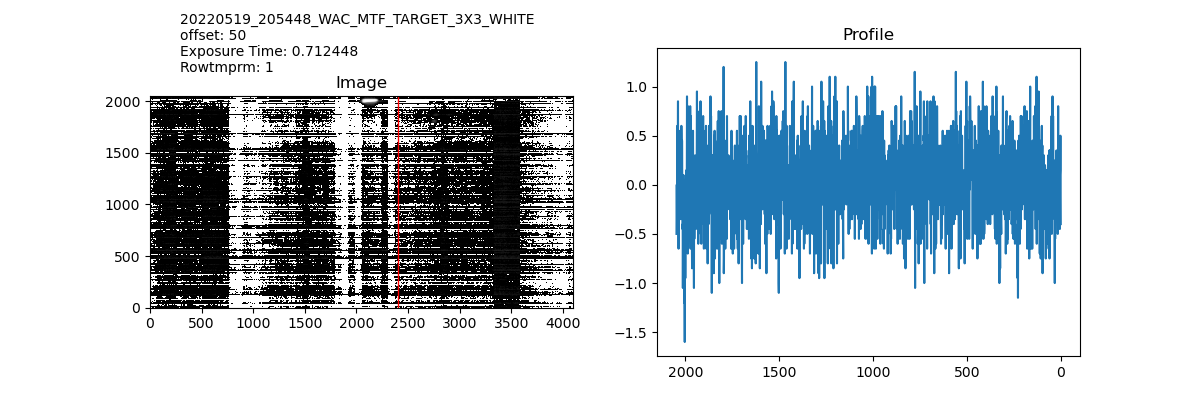 20220519_205448_WAC_MTF_TARGET_3X3_WHITE
offset: 50
Exposure Time: 0.712448
Rowtmprm: 1
Image
2000
1500
1000
500
0
0 500 1000 1500 2000 2500 3000 3500 4000
Profile
1.0
0.5
0.0
−0.5
−1.0
−1.5
2000 1500 1000 500 0